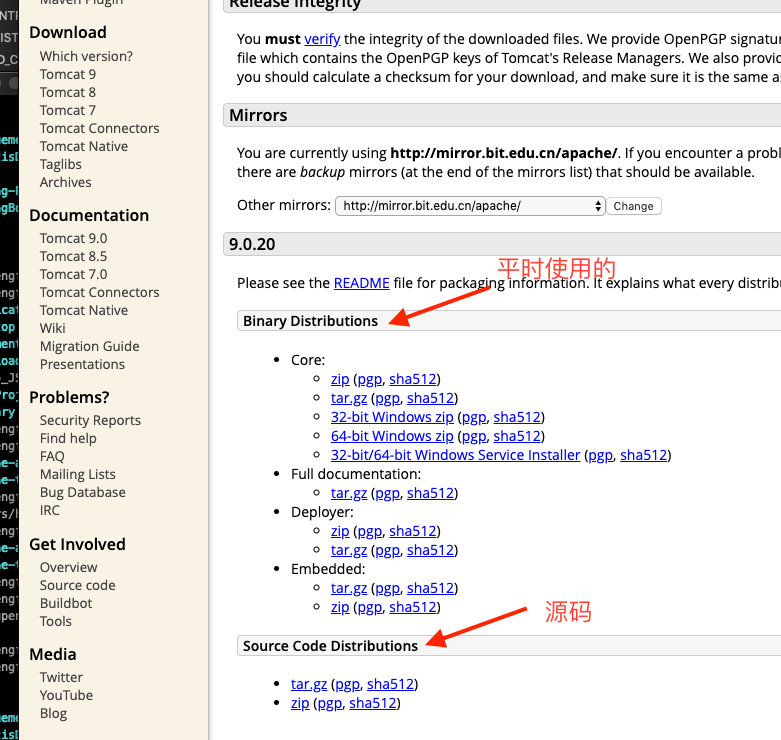 Maven Plugin
Download
Which version?
Tomcat 9
Tomcat 8
Tomcat 7
Tomcat Connectors
Tomcat Native
Taglibs
Archives
Documentation
Tomcat 9.0
Tomcat 8.5
Tomcat 7.0
Tomcat Connectors
Tomcat Native
Wiki
Migration Guide
Presentations
Problems?
Security Reports
Find help
FAQ
Mailing Lists
Bug Database
IRC
Get Involved
Overview
Source code
Buildbot
Tools
Media
Twitter
YouTube
Blog
Release Integrity
You must verify the integrity of the downloaded files. We provide OpenPGP signatur
file which contains the OpenPGP keys of Tomcat's Release Managers. We also provid
you should calculate a checksum for your download, and make sure it is the same as
Mirrors
You are currently using http://mirror.bit.edu.cn/apache/. If you encounter a probl
there are backup mirrors (at the end of the mirrors list) that should be available.
Other mirrors: http://mirror.bit.edu.cn/apache/ Change
9.0.20
平时使用的
Please see the README file for packaging information. It explains what every distribu
Binary Distributions
Core:
zip (pgp, sha512)
tar.gz (pgp, sha512)
32-bit Windows zip (pgp, sha512)
64-bit Windows zip (pgp, sha512)
32-bit/64-bit Windows Service Installer (pgp, sha512)
Full documentation:
tar.gz (pgp, sha512)
Deployer:
zip (pgp, sha512)
tar.gz (pgp, sha512)
Embedded:
tar.gz (pgp, sha512)
zip (pgp, sha512)
源码
Source Code Distributions
tar.gz (pgp, sha512)
zip (pgp, sha512)